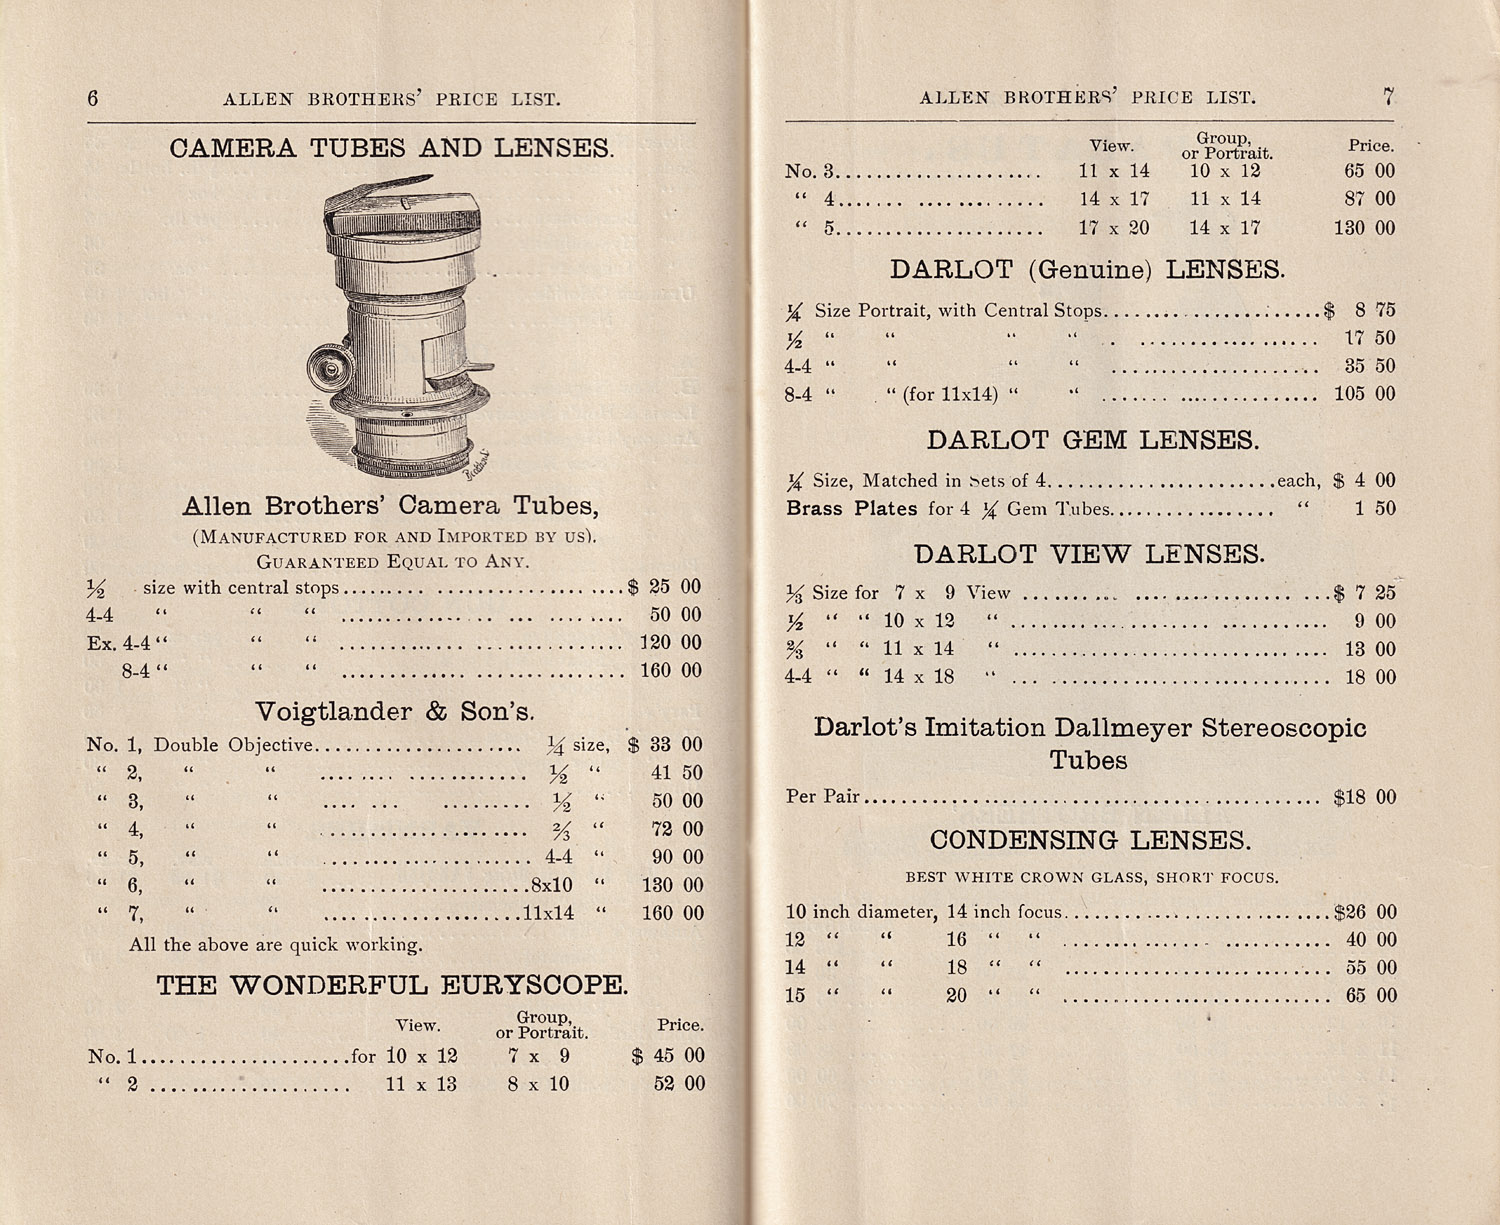 6 ALLEN BROTHERS' PRICE LIST.
CAMERA TUBES AND LENSES.
Allen Brothers' Camera Tubes,
(MANUFACTURED FOR AND IMPORTED BY US).
GUARANTEED EQUAL TO ANY.
½ size with central stops........ ......................$ 25 00
4-4 “ “ “ ........................ 50 00
Ex. 4-4 “ “ “ ........................ 120 00
8-4 “ “ “ ........................ 160 00
Voigtlander & Son's.
No. 1, Double Objective........................ ¼ size, $ 33 00
“ 2, “ “ ........................ ½ “ 41 50
“ 3, “ “ ........................ ½ “ 50 00
“ 4, “ “ ........................ ⅔ “ 72 00
“ 5, “ “ ........................ 4-4 “ 90 00
“ 6, “ “ ........................8x10 “ 130 00
“ 7, “ “ ........................11x14 “ 160 00
All the above are quick working.
THE WONDERFUL EURYSCOPE.
View. Group, or Portrait. Price.
No. 1.....................for 10 x 12 7 x 9 $ 45 00
“ 2 ..................... 11 x 13 8 x 10 52 00
ALLEN BROTHERS' PRICE LIST. 7
View. Group, or Portrait. Price.
No. 3..................... 11 x 14 10 x 12 65 00
“ 4....... .............. 14 x 17 11 x 14 87 00
“ 5..................... 17 x 20 14 x 17 130 00
DARLOT (Genuine) LENSES.
¼ Size Portrait, with Central Stops........................$ 8 75
½ “ “ “ “ . ................ 17 50
4-4 “ “ “ “ ..................... 35 50
8-4 “ “ (for 11x14) “ “ ....... .............. 105 00
DARLOT GEM LENSES.
¼ Size, Matched in Sets of 4.......................each, $ 4 00
Brass Plates for 4 ¼ Gem Tubes................ “ 1 50
DARLOT VIEW LENSES.
⅓ Size for 7 x 9 View .......... ............. ...$ 7 25
½ “ “ 10 x 12 “ ................................ 9 00
⅔ “ “ 11 x 14 “ ................................ 13 00
4-4 “ “ 14 x 18 “ ... ............................ 18 00
Darlot's Imitation Dallmeyer Stereoscopic
Tubes
Per Pair............................................... $18 00
CONDENSING LENSES.
BEST WHITE CROWN GLASS, SHORT FOCUS.
10 inch diameter, 14 inch focus...........................$26 00
12 “ “ 16 “ “ ............... ........... 40 00
14 “ “ 18 “ “ ........................... 55 00
15 “ “ 20 “ “ ........................... 65 00